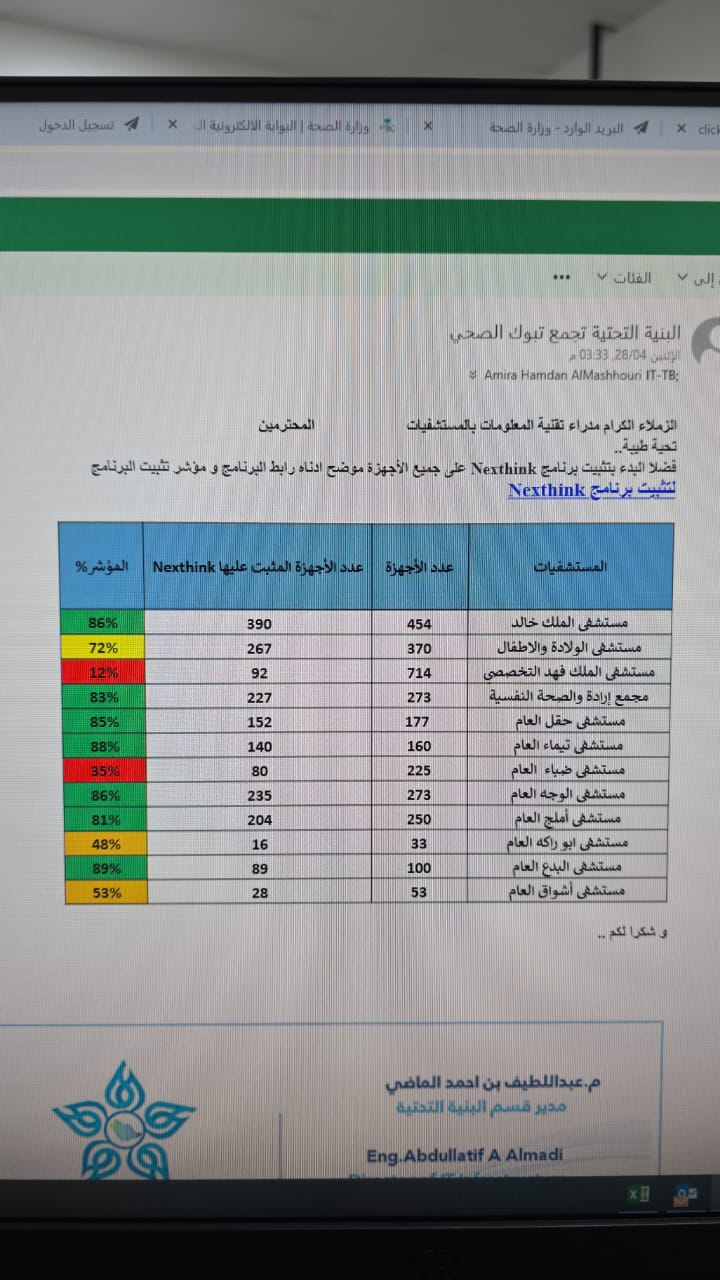 click × البريد الوارد - وزارة الصحة × وزارة الصحة | البوابة الالكترونية الـ × تسجيل الدخول
إلى الفئات ...
البنية التحتية تجمع تبوك الصحي
الإثنين 28/04, 03:33 م
Amira Hamdan AlMashhouri IT-TB;
الزملاء الكرام مدراء تقنية المعلومات بالمستشفيات المحترمين
تحية طيبة..
فضلا البدء بتثبيت برنامج Nexthink على جميع الأجهزة موضح ادناه رابط البرنامج و مؤشر تثبيت البرنامج
لتثبيت برنامج Nexthink
المستشفيات عدد الأجهزة عدد الأجهزة المثبت عليها Nexthink المؤشر%
مستشفى الملك خالد 454 390 86%
مستشفى الولادة والاطفال 370 267 72%
مستشفى الملك فهد التخصصي 714 92 12%
مجمع إرادة والصحة النفسية 273 227 83%
مستشفى حقل العام 177 152 85%
مستشفى تيماء العام 160 140 88%
مستشفى ضباء العام 225 80 35%
مستشفى الوجه العام 273 235 86%
مستشفى أملج العام 250 204 81%
مستشفى ابو راكه العام 33 16 48%
مستشفى البدع العام 100 89 89%
مستشفى أشواق العام 53 28 53%
و شكرا لكم ..
م.عبداللطيف بن احمد الماضي
مدير قسم البنية التحتية
Eng.Abdullatif A Almadi